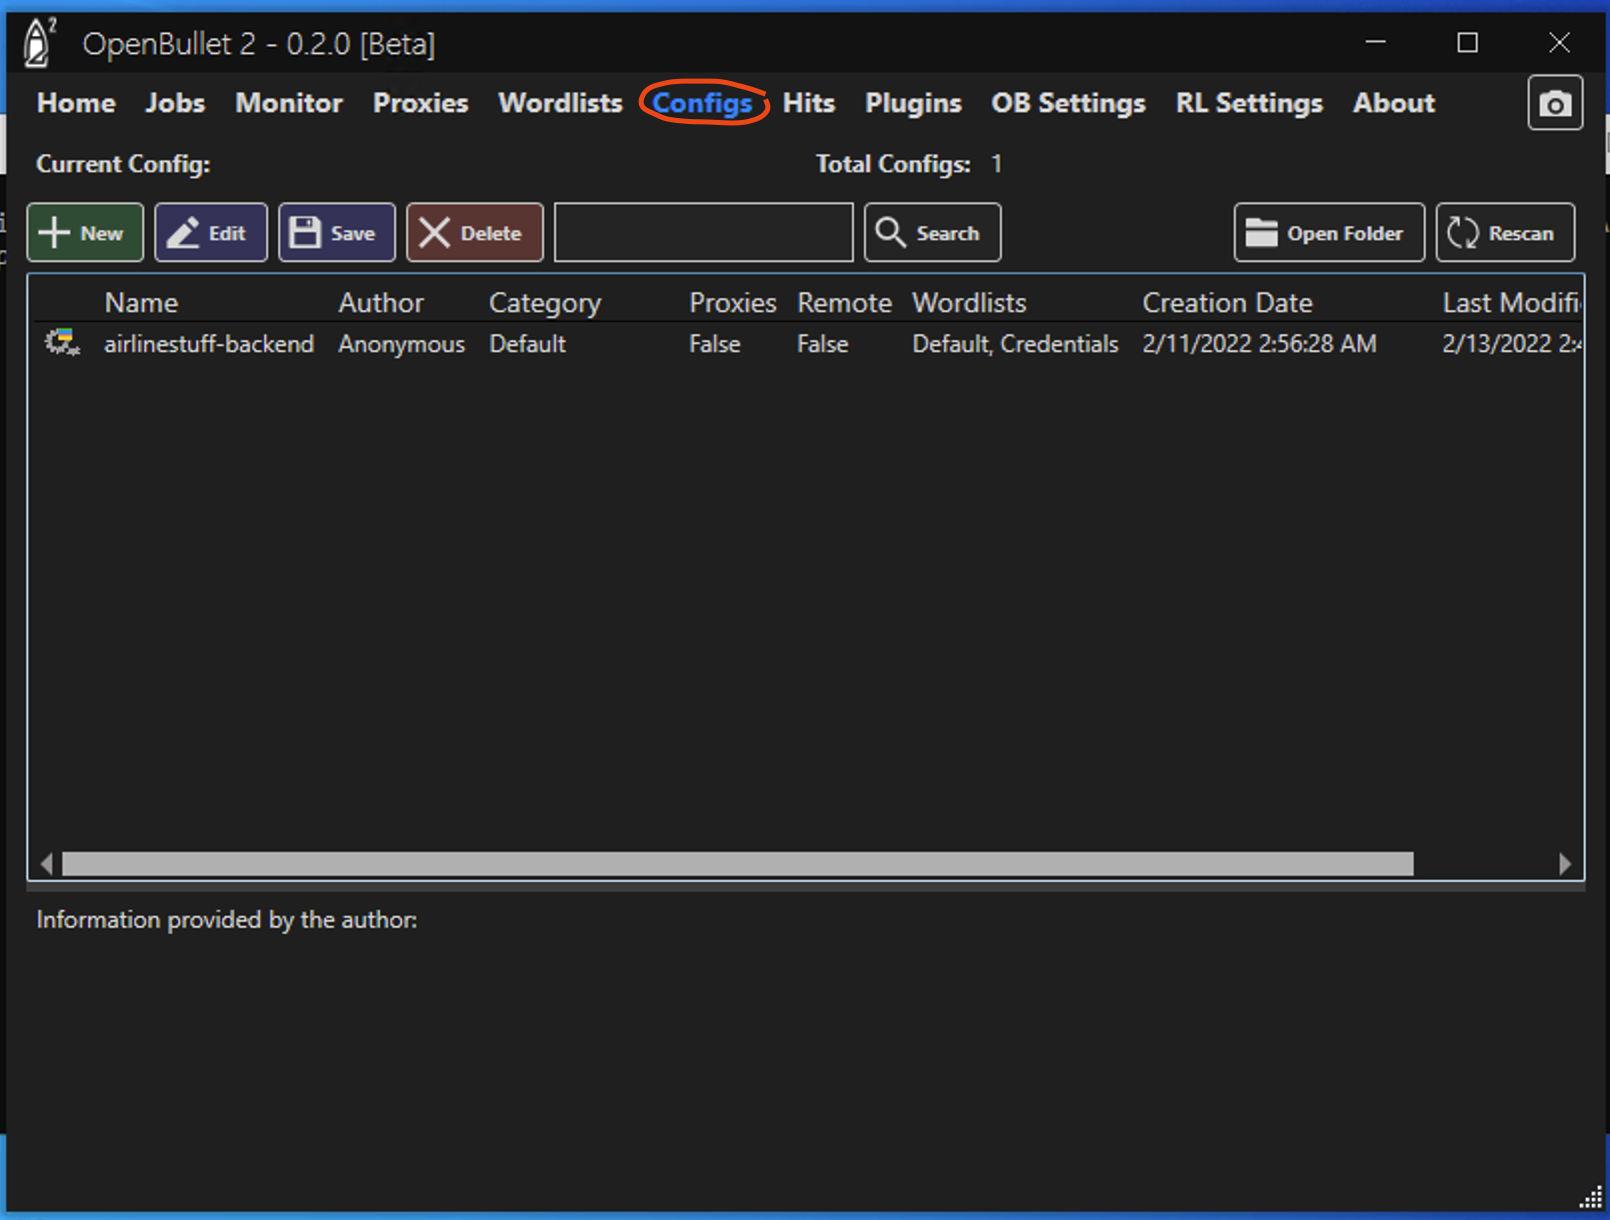 OpenBullet 2 - 0.2.0 [Beta]
Home Jobs Monitor Proxies Wordlists Configs Hits Plugins OB Settings RL Settings About
Current Config: Total Configs: 1
New Edit Save Delete Search Open Folder Rescan
Name Author Category Proxies Remote Wordlists Creation Date Last Modifi
airlinestuff-backend Anonymous Default False False Default, Credentials 2/11/2022 2:56:28 AM 2/13/2022 2:4
Information provided by the author: